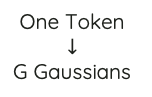 One Token
↓
G Gaussians